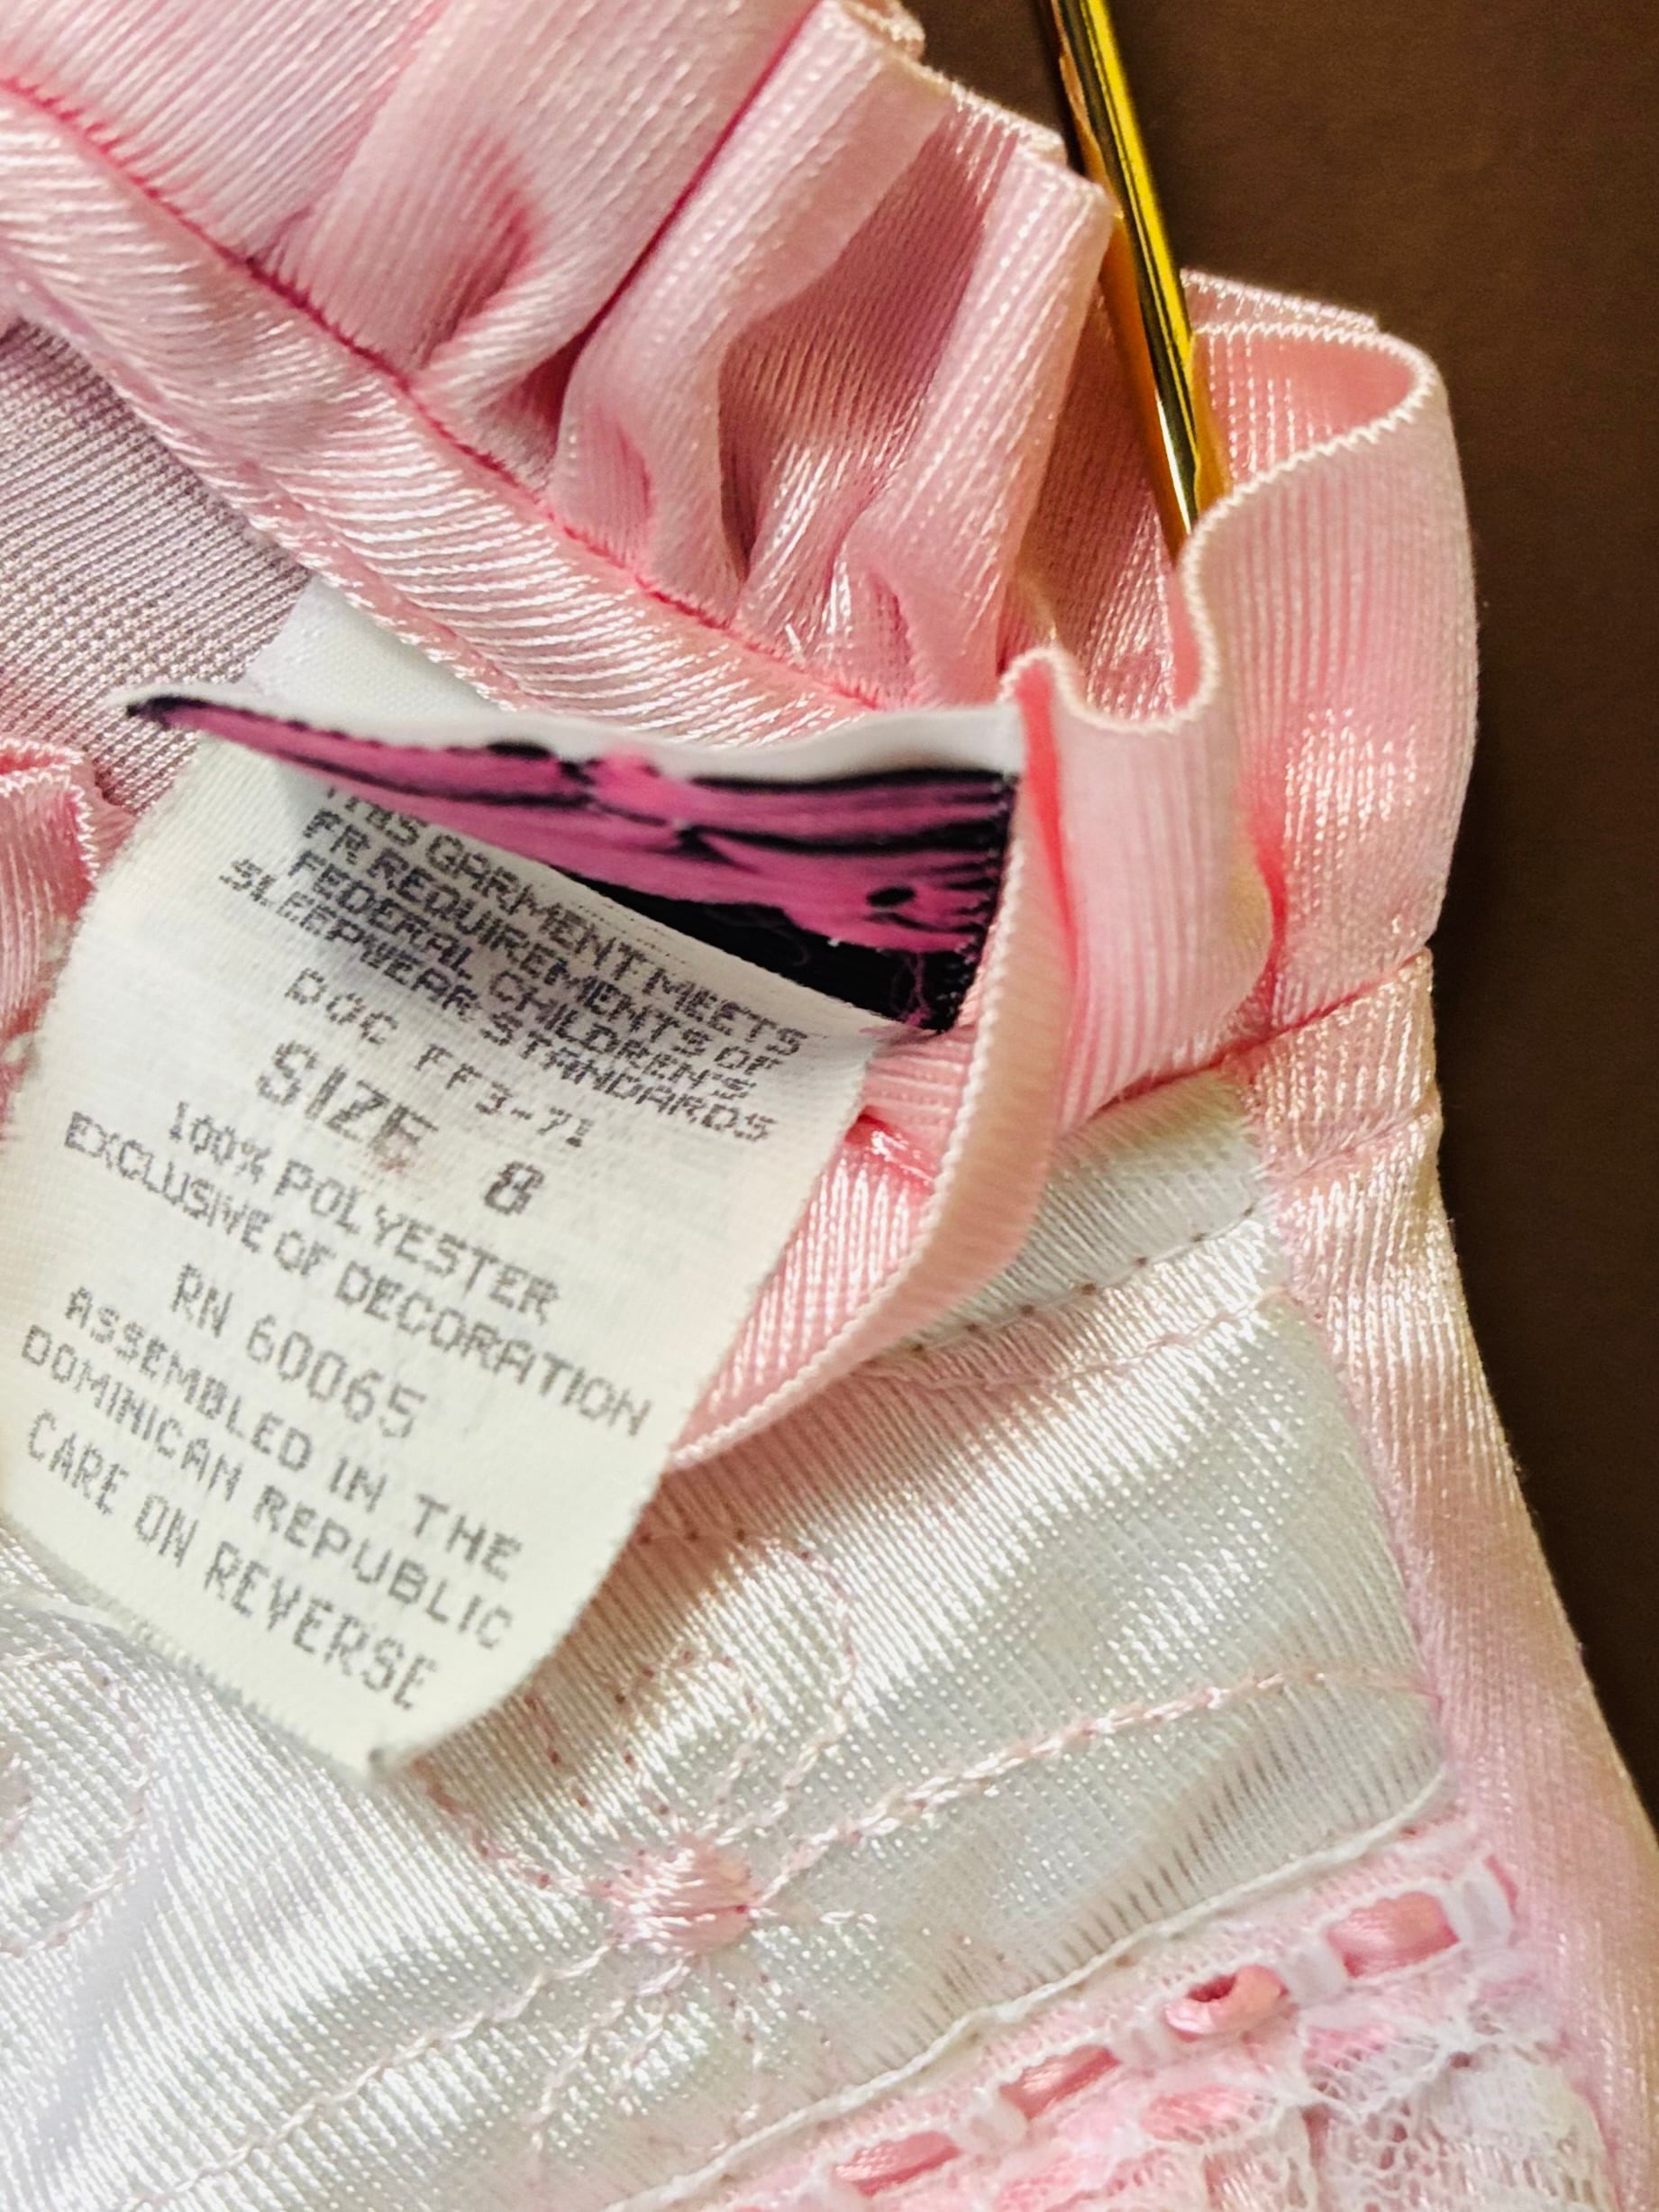 THIS GARMENT MEETS
FR REQUIREMENTS OF
FEDERAL CHILDREN'S
SLEEPWEAR STANDARDS
DOC FF3-71
SIZE 8
100% POLYESTER
EXCLUSIVE OF DECORATION
RN 60065
ASSEMBLED IN THE
DOMINICAN REPUBLIC
CARE ON REVERSE